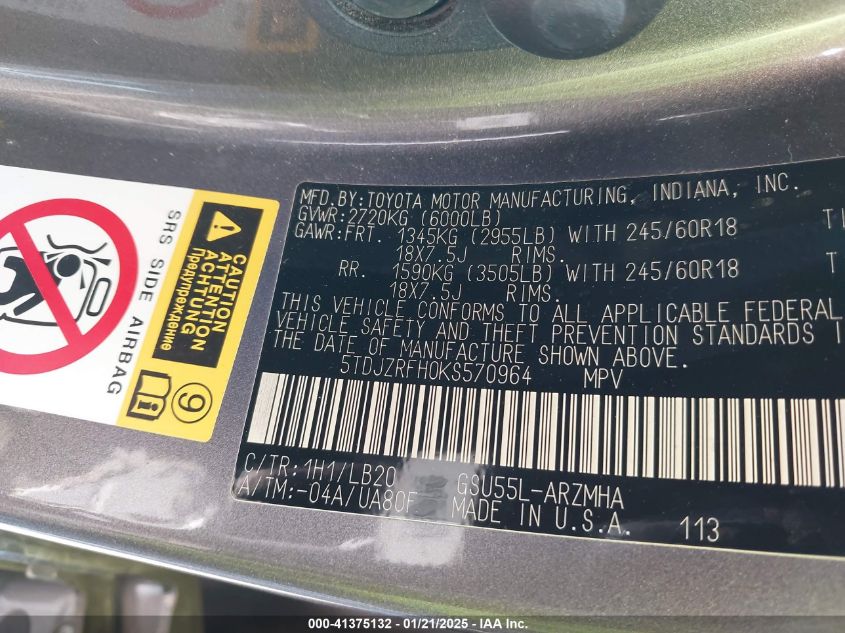 MFD.BY:TOYOTA MOTOR MANUFACTURING, INDIANA, INC.
GVWR:2720KG (6000LB)
GAWR:FRT. 1345KG (2955LB) WITH 245/60R18
18X7.5J RIMS.
RR. 1590KG (3505LB) WITH 245/60R18
18X7.5J RIMS.
THIS VEHICLE CONFORMS TO ALL APPLICABLE FEDERAL
VEHICLE SAFETY AND THEFT PREVENTION STANDARDS
THE DATE OF MANUFACTURE SHOWN ABOVE.
5TDJZRFH0KS570964 MPV
C/TR:1H1/LB20 GSU55L-ARZMHA
A/TM:-04A/UA80F MADE IN U.S.A. 113
SRS SIDE AIRBAG
CAUTION
ATTENTION
ACHTUNG
Предупреждение
9
000-41375132 - 01/21/2025 - IAA Inc.